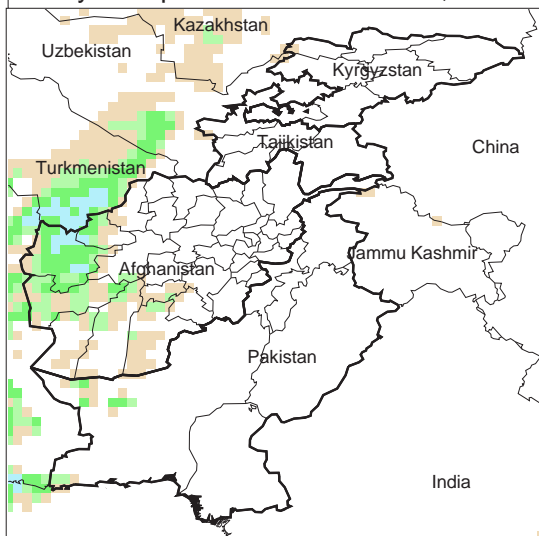 Kazakhstan
Uzbekistan
Kyrgyzstan
Tajikistan
China
Turkmenistan
Jammu Kashmir
Afghanistan
Pakistan
India